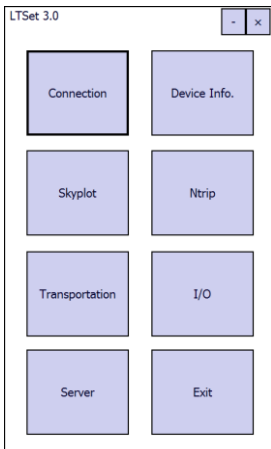 LTSet 3.0
- ×
Connection Device Info.
Skyplot Ntrip
Transportation I/O
Server Exit